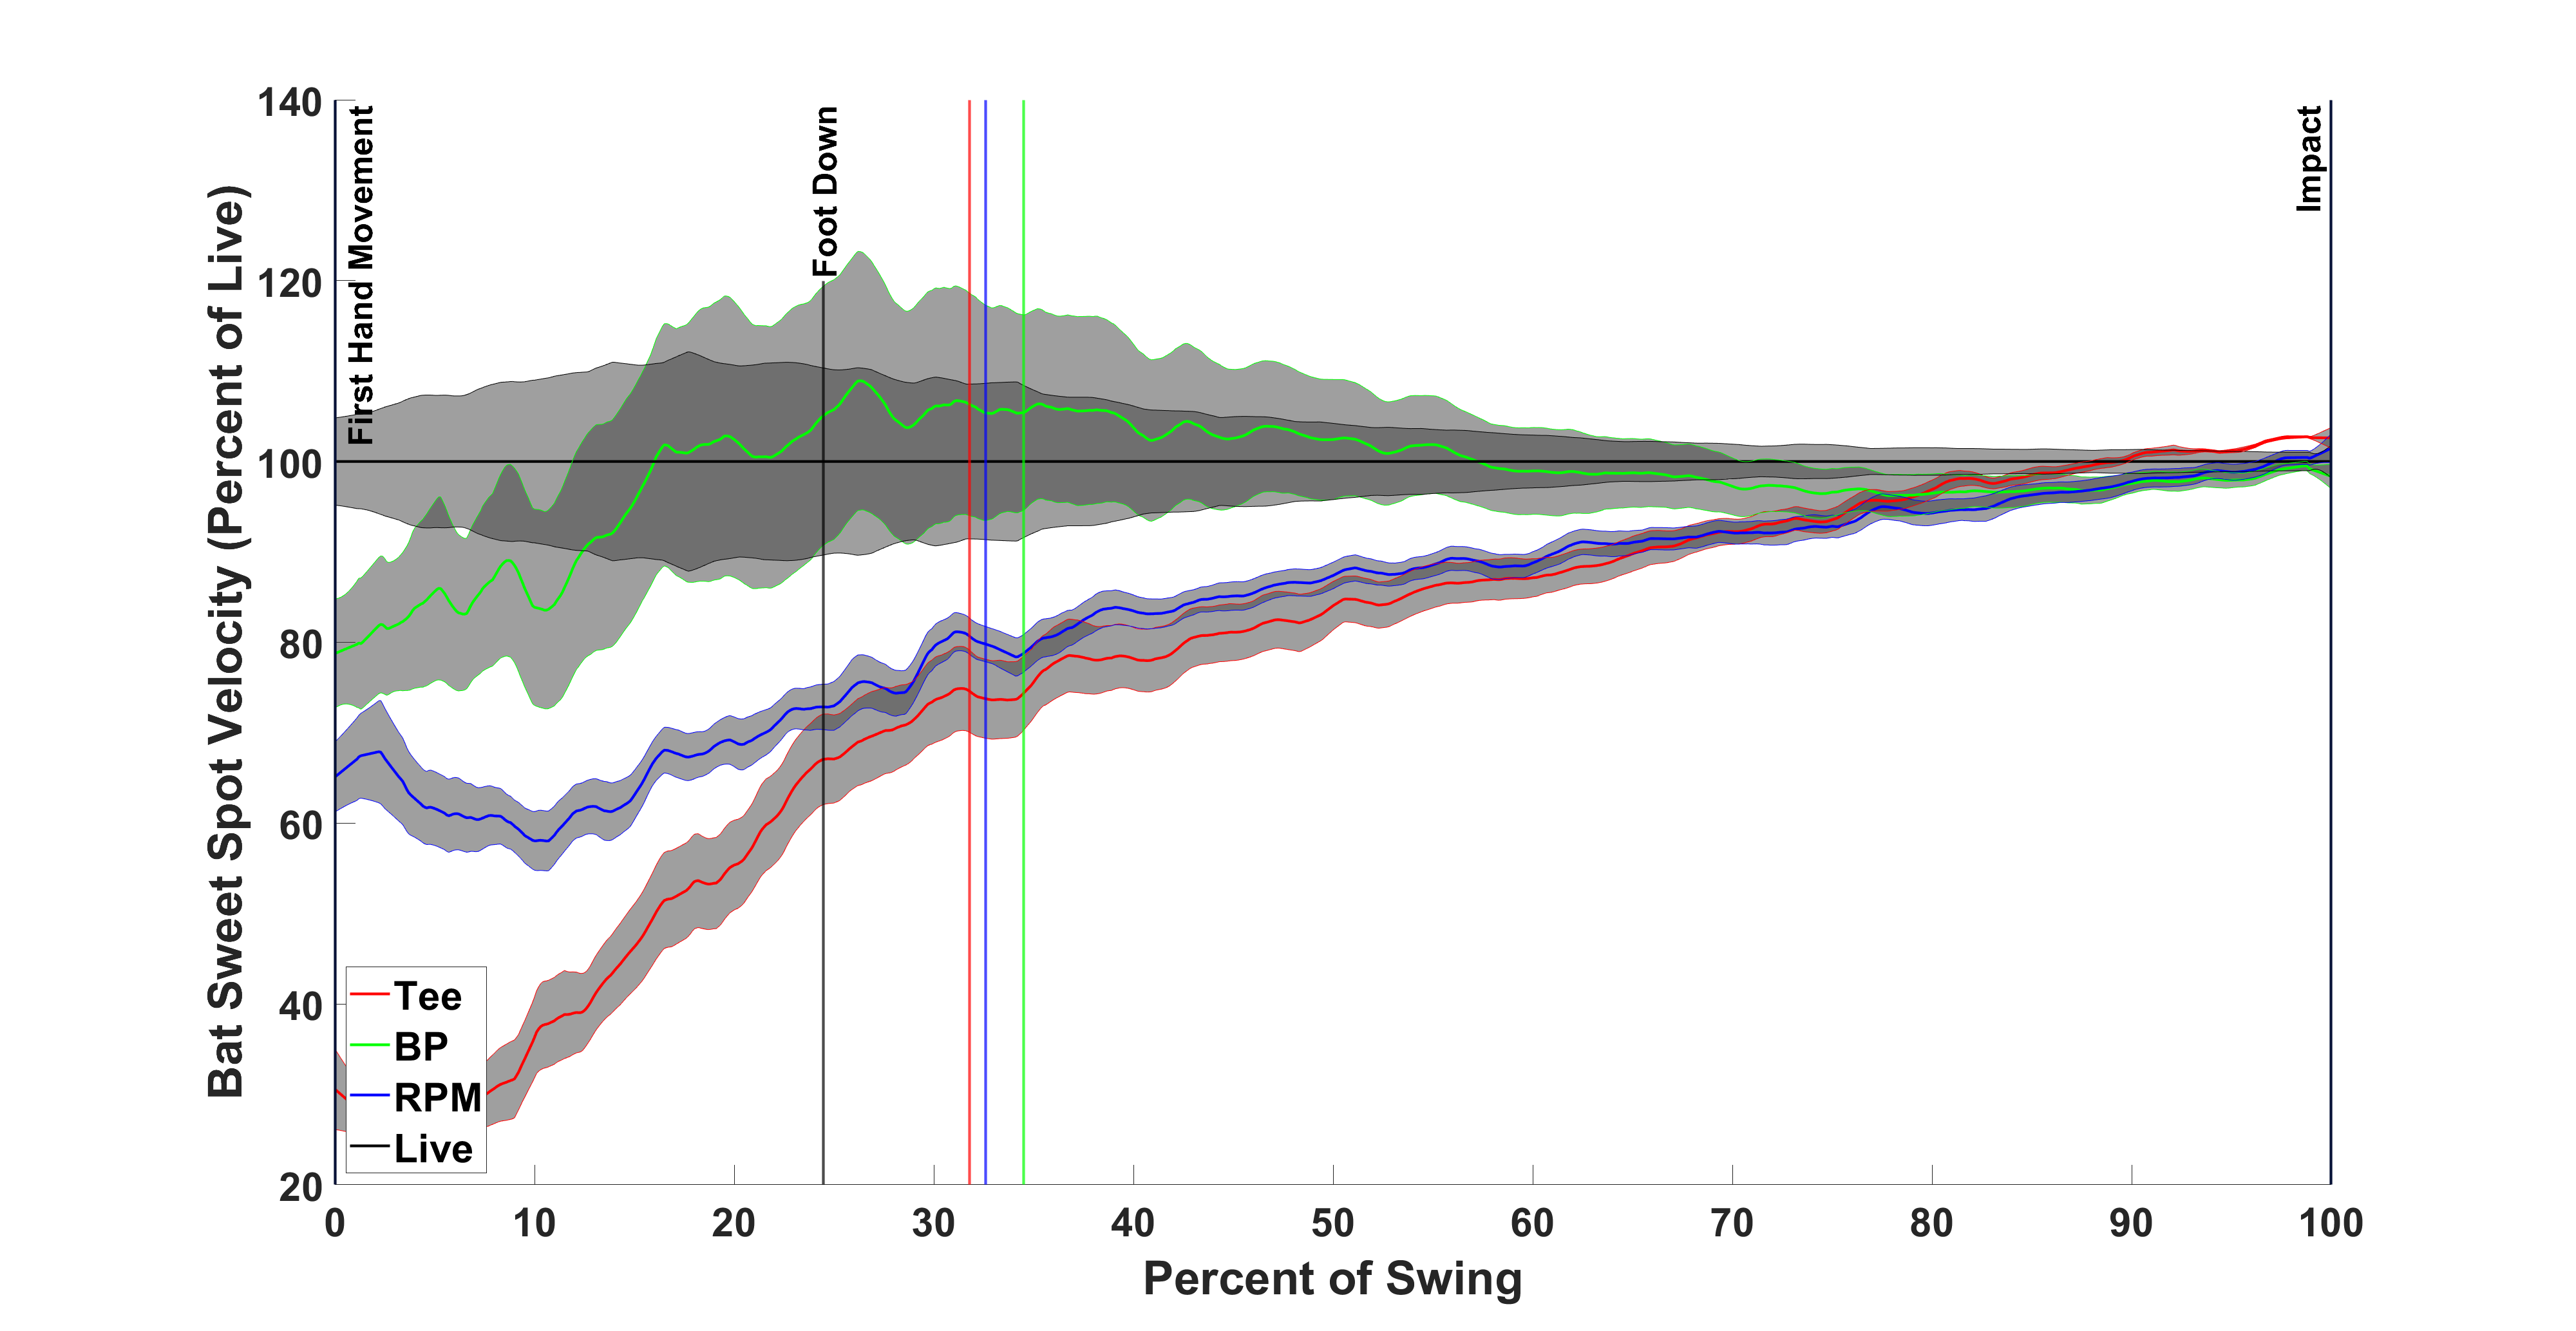 140
120
100
80
60
40
20
Bat Sweet Spot Velocity (Percent of Live)
First Hand Movement
Foot Down
Impact
Tee
BP
RPM
Live
0 10 20 30 40 50 60 70 80 90 100
Percent of Swing